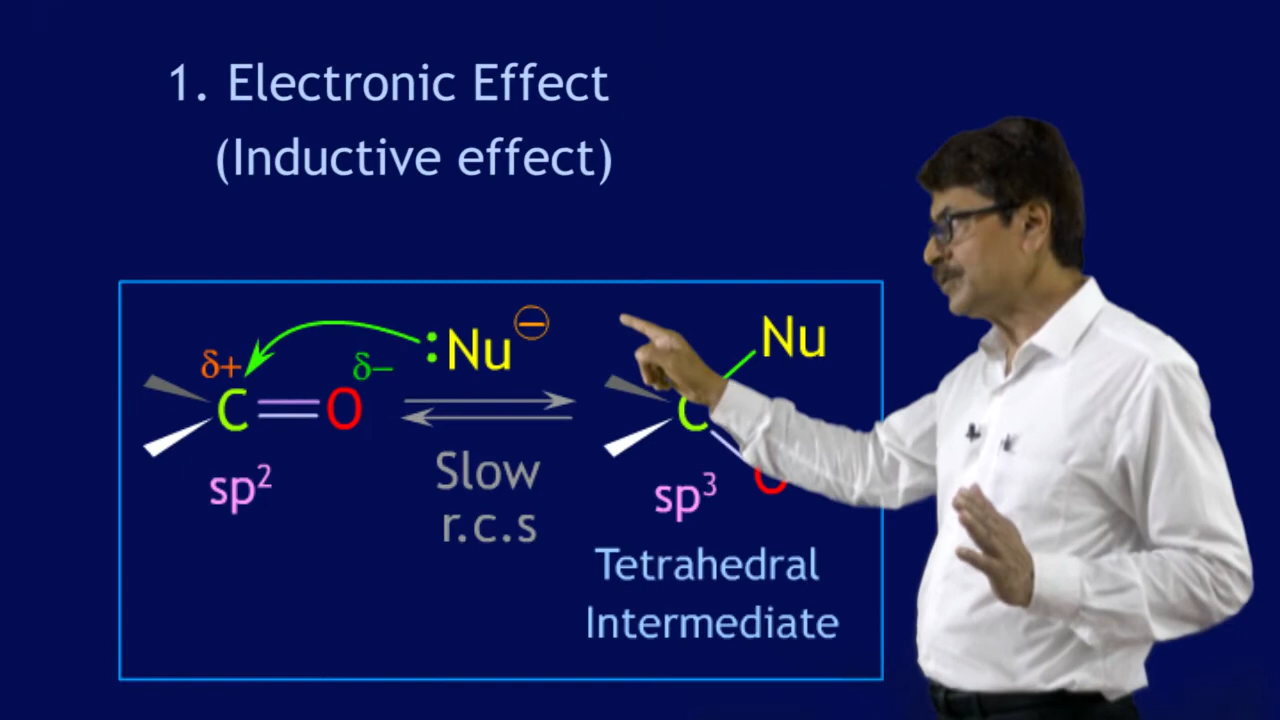 1. Electronic Effect
(Inductive effect)
δ+ C = O δ− :Nu⊖
sp²
Slow
r.c.s
Nu
C
O
sp³
Tetrahedral
Intermediate